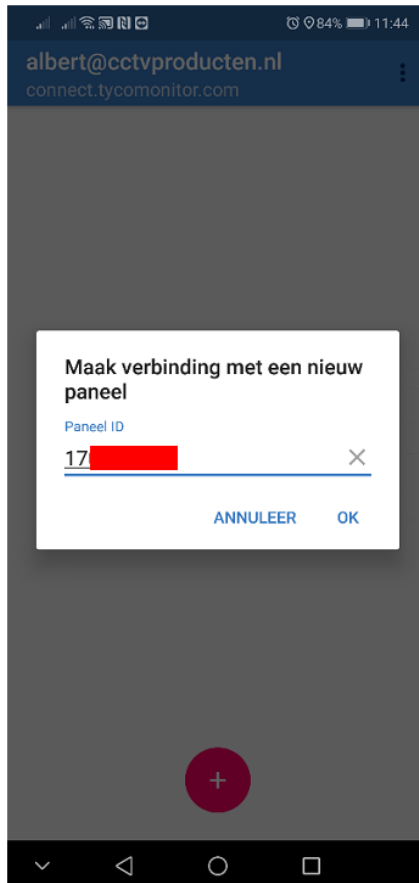 84% 11:44
albert@cctvproducten.nl
connect.tycomonitor.com
Maak verbinding met een nieuw
paneel
Paneel ID
17
ANNULEER OK